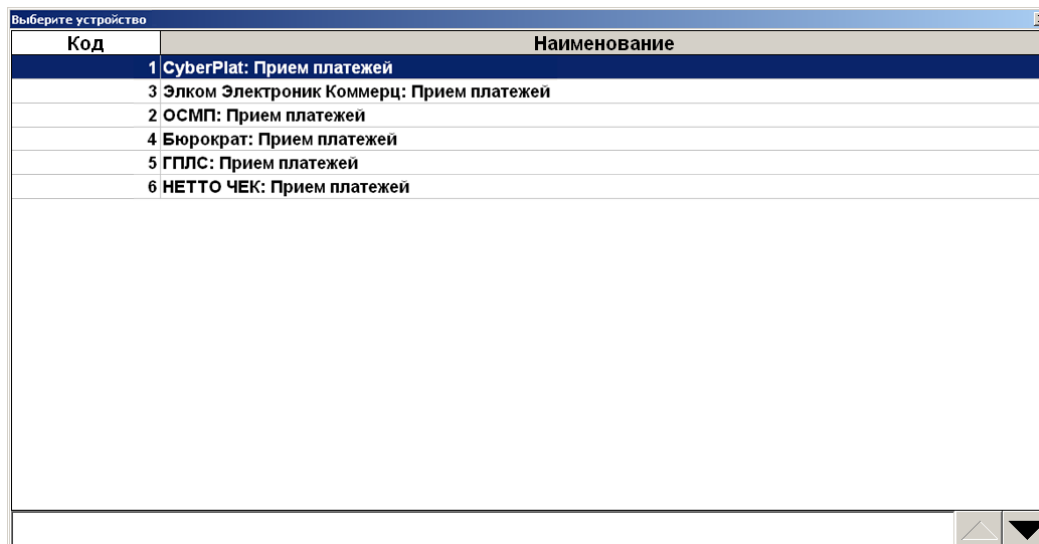 Выберите устройство
Код Наименование
1 CyberPlat: Прием платежей
3 Элком Электроник Коммерц: Прием платежей
2 ОСМП: Прием платежей
4 Бюрократ: Прием платежей
5 ГПЛС: Прием платежей
6 НЕТТО ЧЕК: Прием платежей